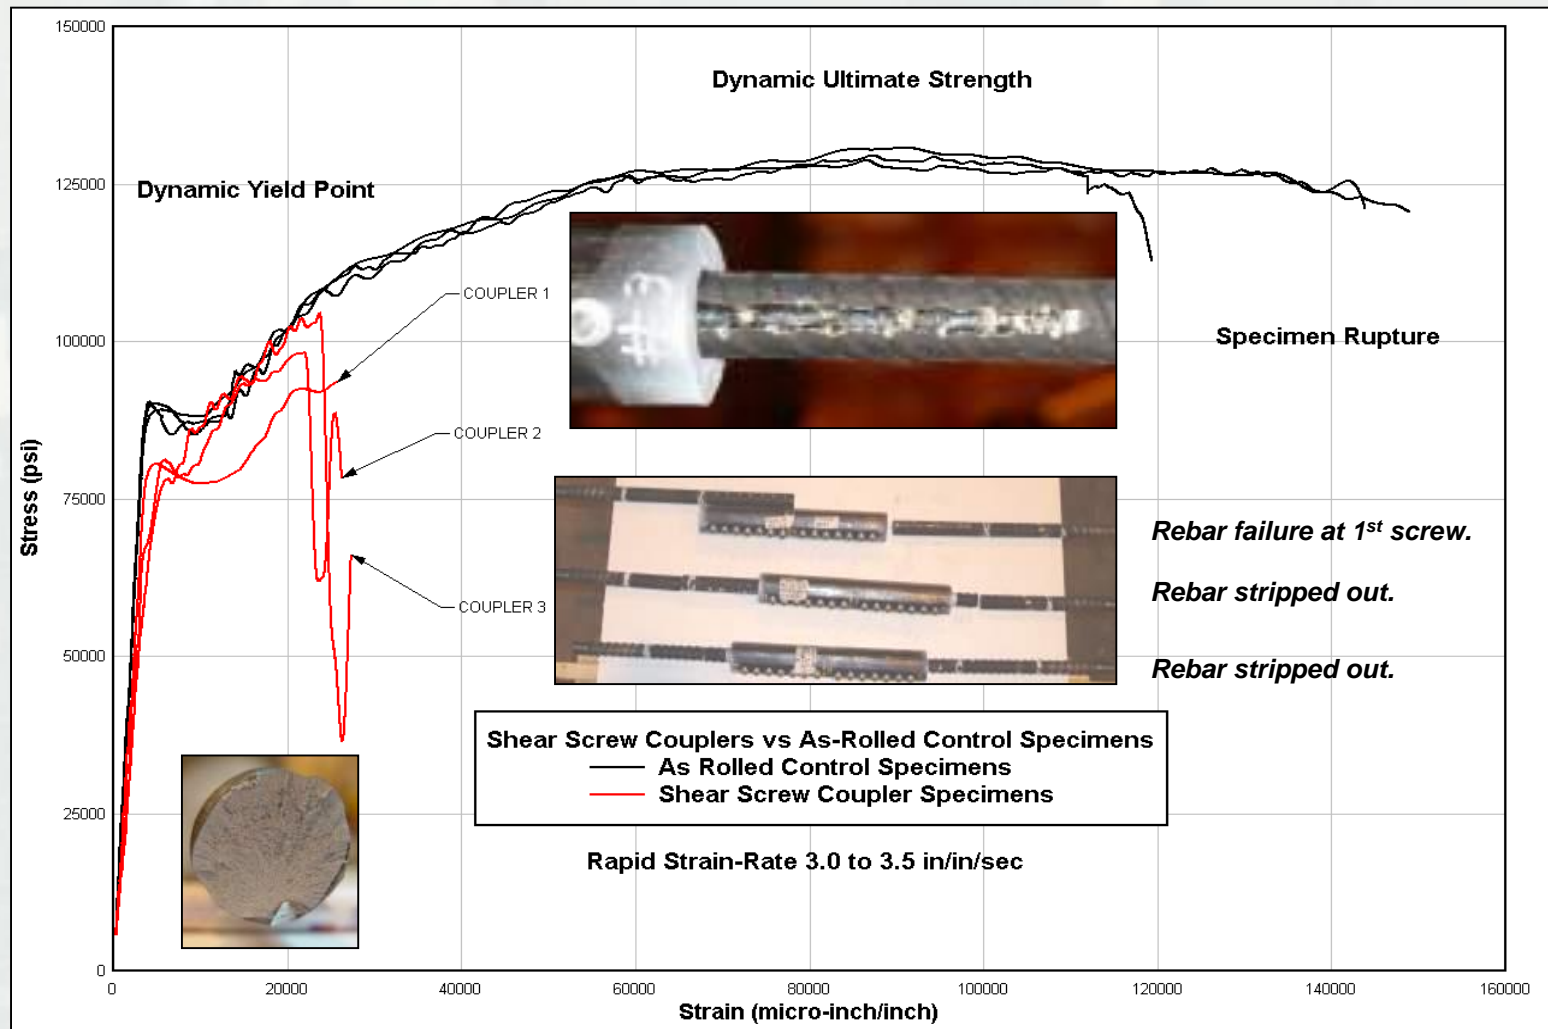 150000
125000
100000
75000
50000
25000
0
Stress (psi)
Dynamic Ultimate Strength
Dynamic Yield Point
COUPLER 1
Specimen Rupture
COUPLER 2
COUPLER 3
Rebar failure at 1st screw.
Rebar stripped out.
Rebar stripped out.
Shear Screw Couplers vs As-Rolled Control Specimens
As Rolled Control Specimens
Shear Screw Coupler Specimens
Rapid Strain-Rate 3.0 to 3.5 in/in/sec
0
20000
40000
60000
80000
100000
120000
140000
160000
Strain (micro-inch/inch)